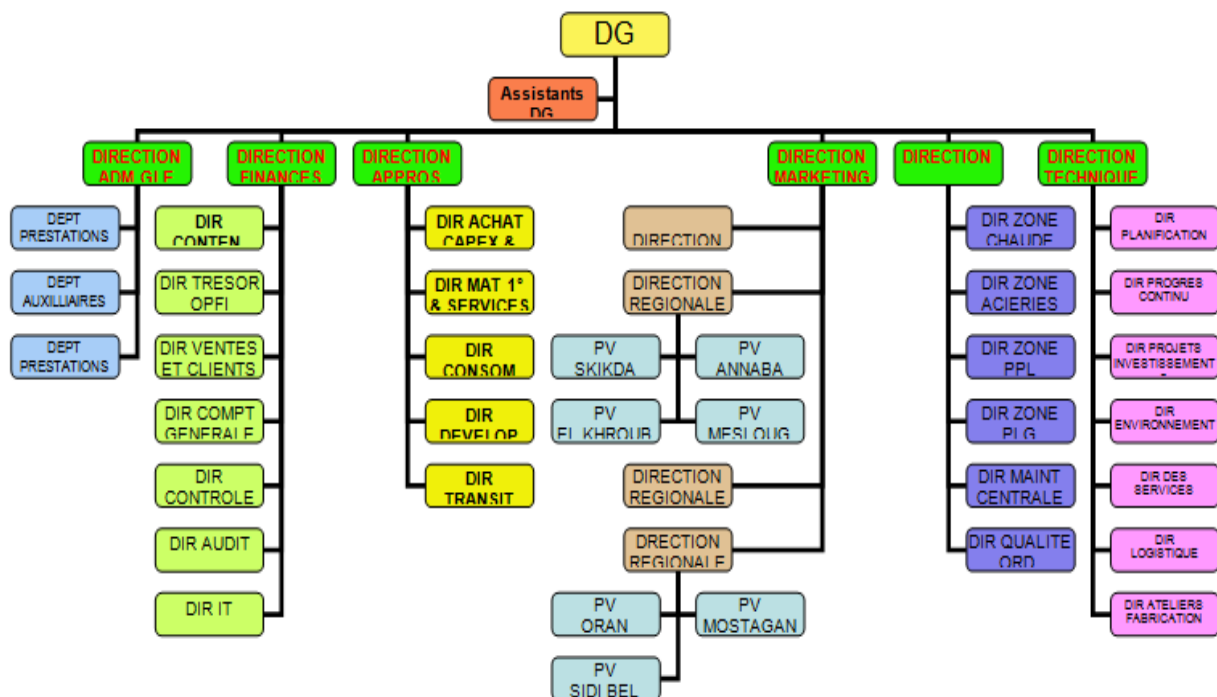 DG
Assistants
DG
DIRECTION
ADM GLE
DIRECTION
FINANCES
DIRECTION
APPROS
DIRECTION
MARKETING
DIRECTION
DIRECTION
TECHNIQUE
DEPT
PRESTATIONS
DEPT
AUXILLIAIRES
DEPT
PRESTATIONS
DIR
CONTEN
DIR TRESOR
OPFI
DIR VENTES
ET CLIENTS
DIR COMPT
GENERALE
DIR
CONTROLE
DIR AUDIT
DIR IT
DIR ACHAT
CAPEX &
DIR MAT 1°
& SERVICES
DIR
CONSOM
DIR
DEVELOP
DIR
TRANSIT
DIRECTION
DIRECTION
REGIONALE
PV
SKIKDA
PV
ANNABA
PV
EL KHROUB
PV
MESLOUG
DIRECTION
REGIONALE
DRECTION
REGIONALE
PV
ORAN
PV
MOSTAGAN
PV
SIDI BEL
DIR ZONE
CHAUDE
DIR ZONE
ACIERIES
DIR ZONE
PPL
DIR ZONE
PLG
DIR MAINT
CENTRALE
DIR QUALITE
ORD
DIR
PLANIFICATION
DIR PROGRES
CONTINU
DIR PROJETS
INVESTISSEMENT
DIR
ENVIRONNEMENT
DIR DES
SERVICES
DIR
LOGISTIQUE
DIR ATELIERS
FABRICATION